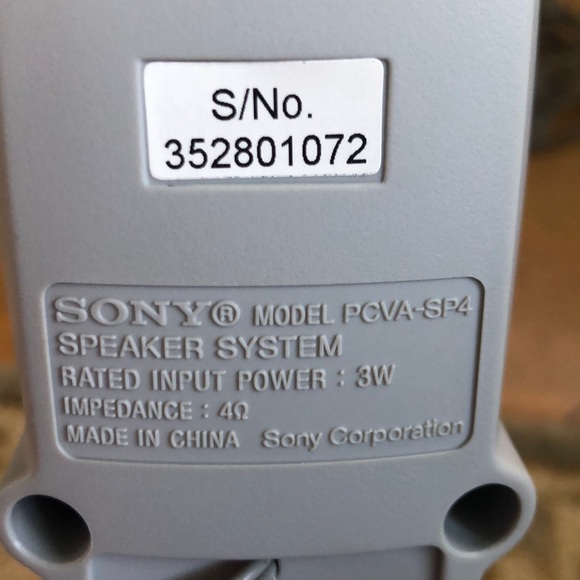 S/No.
352801072
SONY® MODEL PCVA-SP4
SPEAKER SYSTEM
RATED INPUT POWER : 3W
IMPEDANCE : 4Ω
MADE IN CHINA Sony Corporation